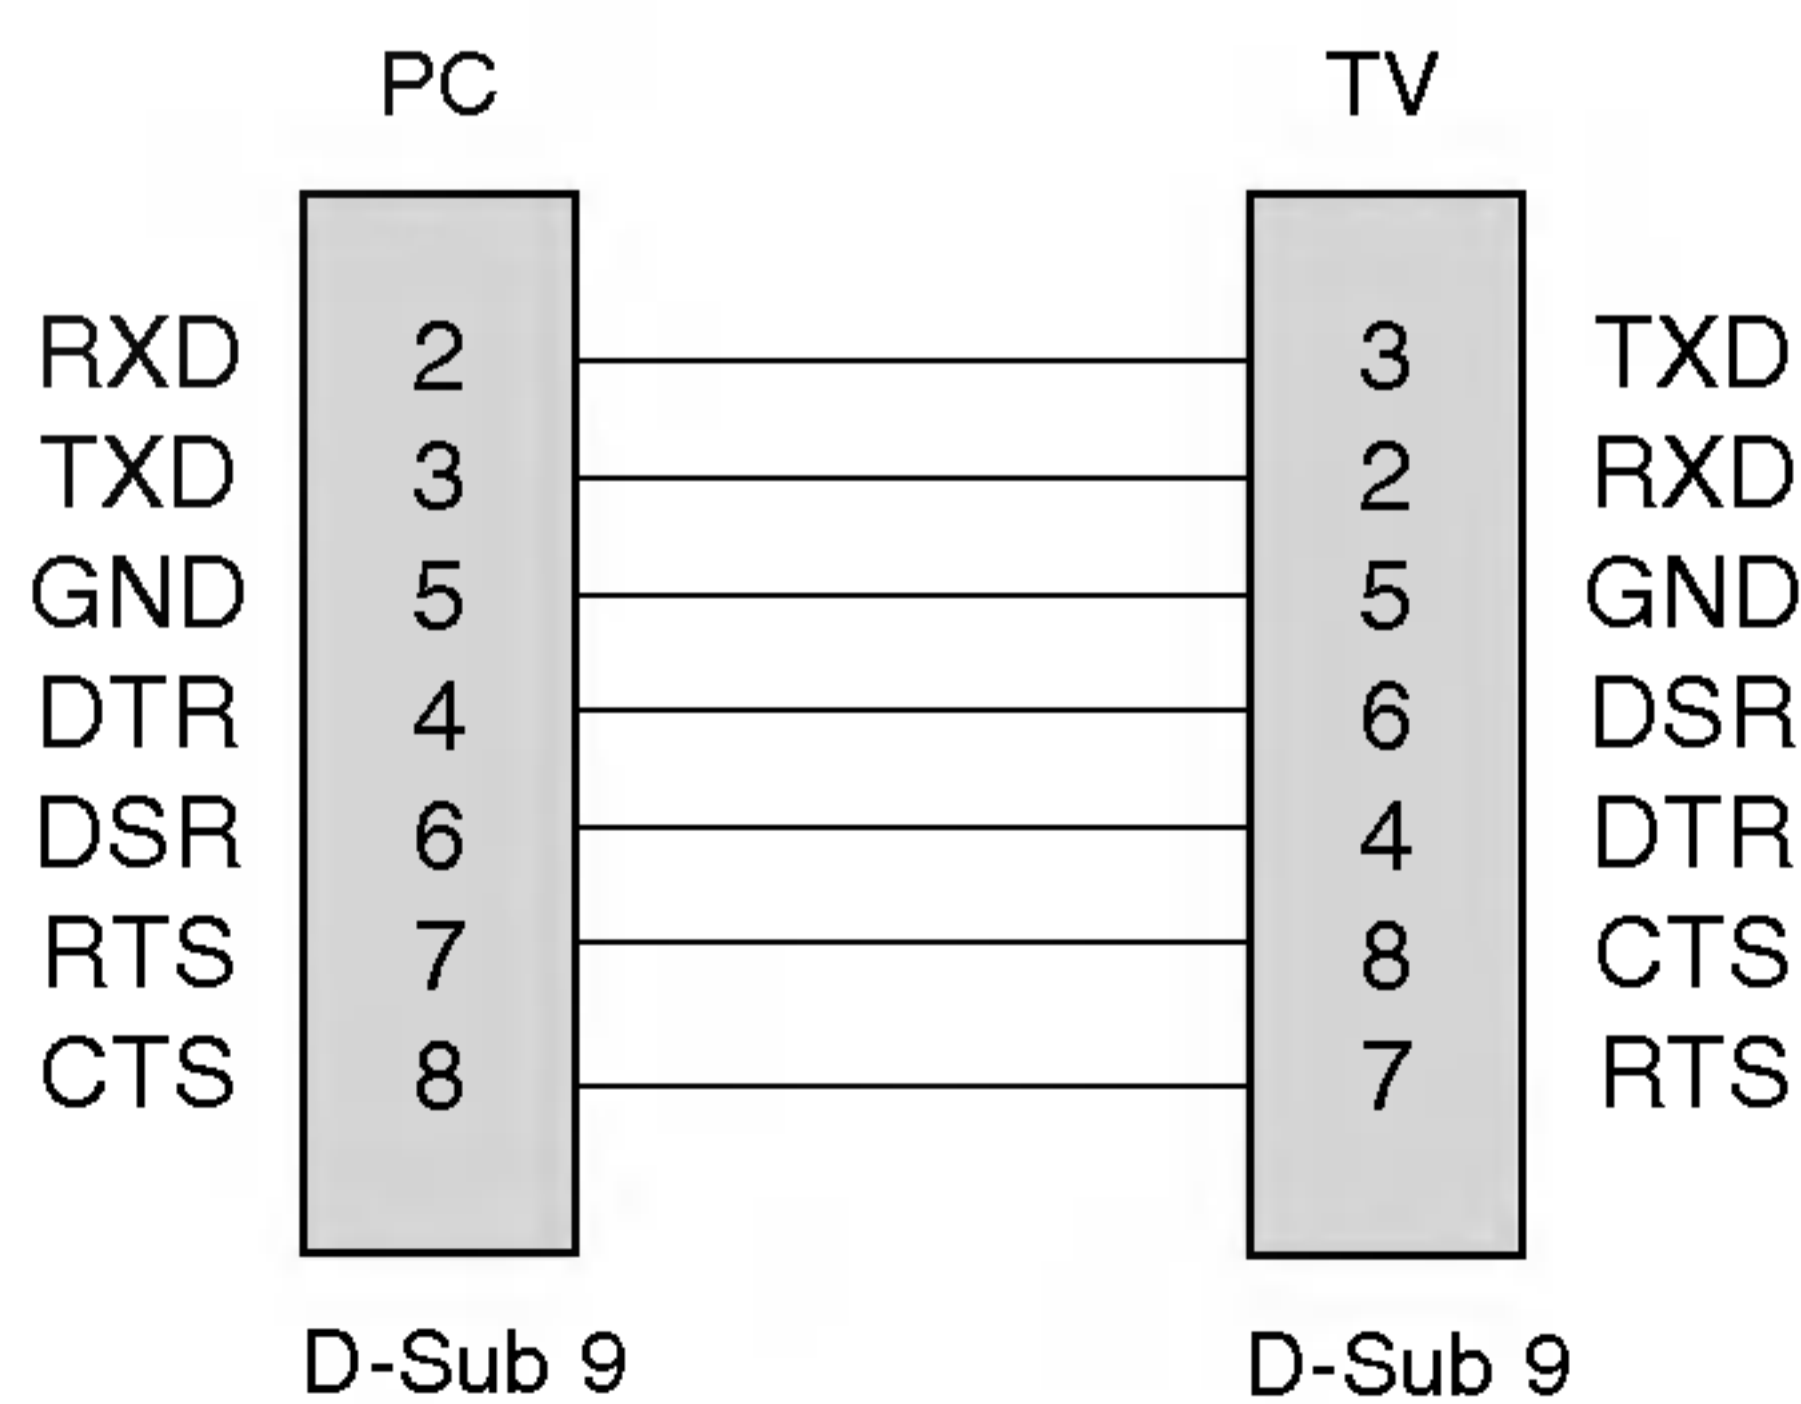 PC TV
RXD 2 3 TXD
TXD 3 2 RXD
GND 5 5 GND
DTR 4 6 DSR
DSR 6 4 DTR
RTS 7 8 CTS
CTS 8 7 RTS
D-Sub 9 D-Sub 9